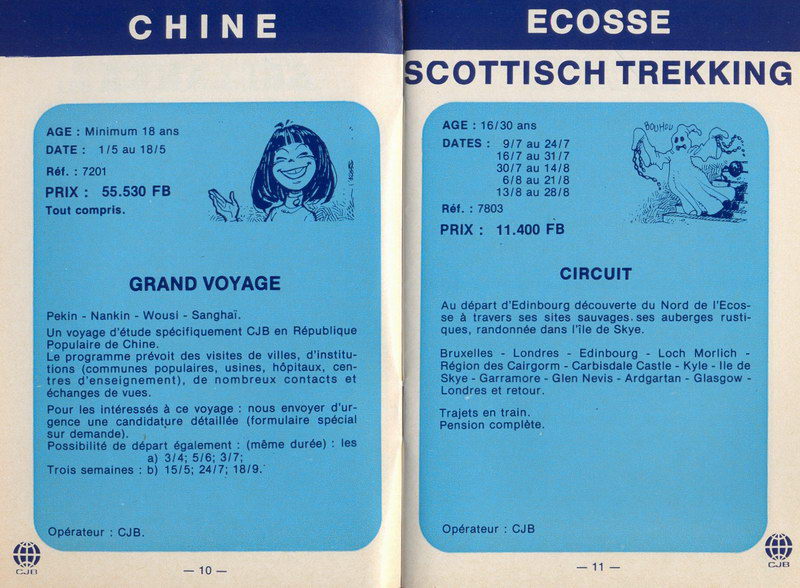 CHINE
AGE : Minimum 18 ans
DATE : 1/5 au 18/5
Réf. : 7201
PRIX : 55.530 FB
Tout compris.
GRAND VOYAGE
Pekin - Nankin - Wousi - Sanghaï.
Un voyage d'étude spécifiquement CJB en République
Populaire de Chine.
Le programme prévoit des visites de villes, d'institu-
tions (communes populaires, usines, hôpitaux, cen-
tres d'enseignement), de nombreux contacts et
échanges de vues.
Pour les intéressés à ce voyage : nous envoyer d'ur-
gence une candidature détaillée (formulaire spécial
sur demande).
Possibilité de départ également : (même durée) : les
a) 3/4; 5/6; 3/7;
Trois semaines : b) 15/5; 24/7; 18/9.
Opérateur : CJB.
CJB
— 10 —
ECOSSE
SCOTTISCH TREKKING
AGE : 16/30 ans
DATES : 9/7 au 24/7
16/7 au 31/7
30/7 au 14/8
6/8 au 21/8
13/8 au 28/8
Réf. : 7803
PRIX : 11.400 FB
BOUHOU
CIRCUIT
Au départ d'Edinbourg découverte du Nord de l'Ecos-
se à travers ses sites sauvages ses auberges rusti-
ques, randonnée dans l'île de Skye.
Bruxelles - Londres - Edinbourg - Loch Morlich -
Région des Cairgorm - Carbisdale Castle - Kyle - Ile de
Skye - Garramore - Glen Nevis - Ardgartan - Glasgow -
Londres et retour.
Trajets en train.
Pension complète.
Opérateur : CJB
— 11 —
CJB